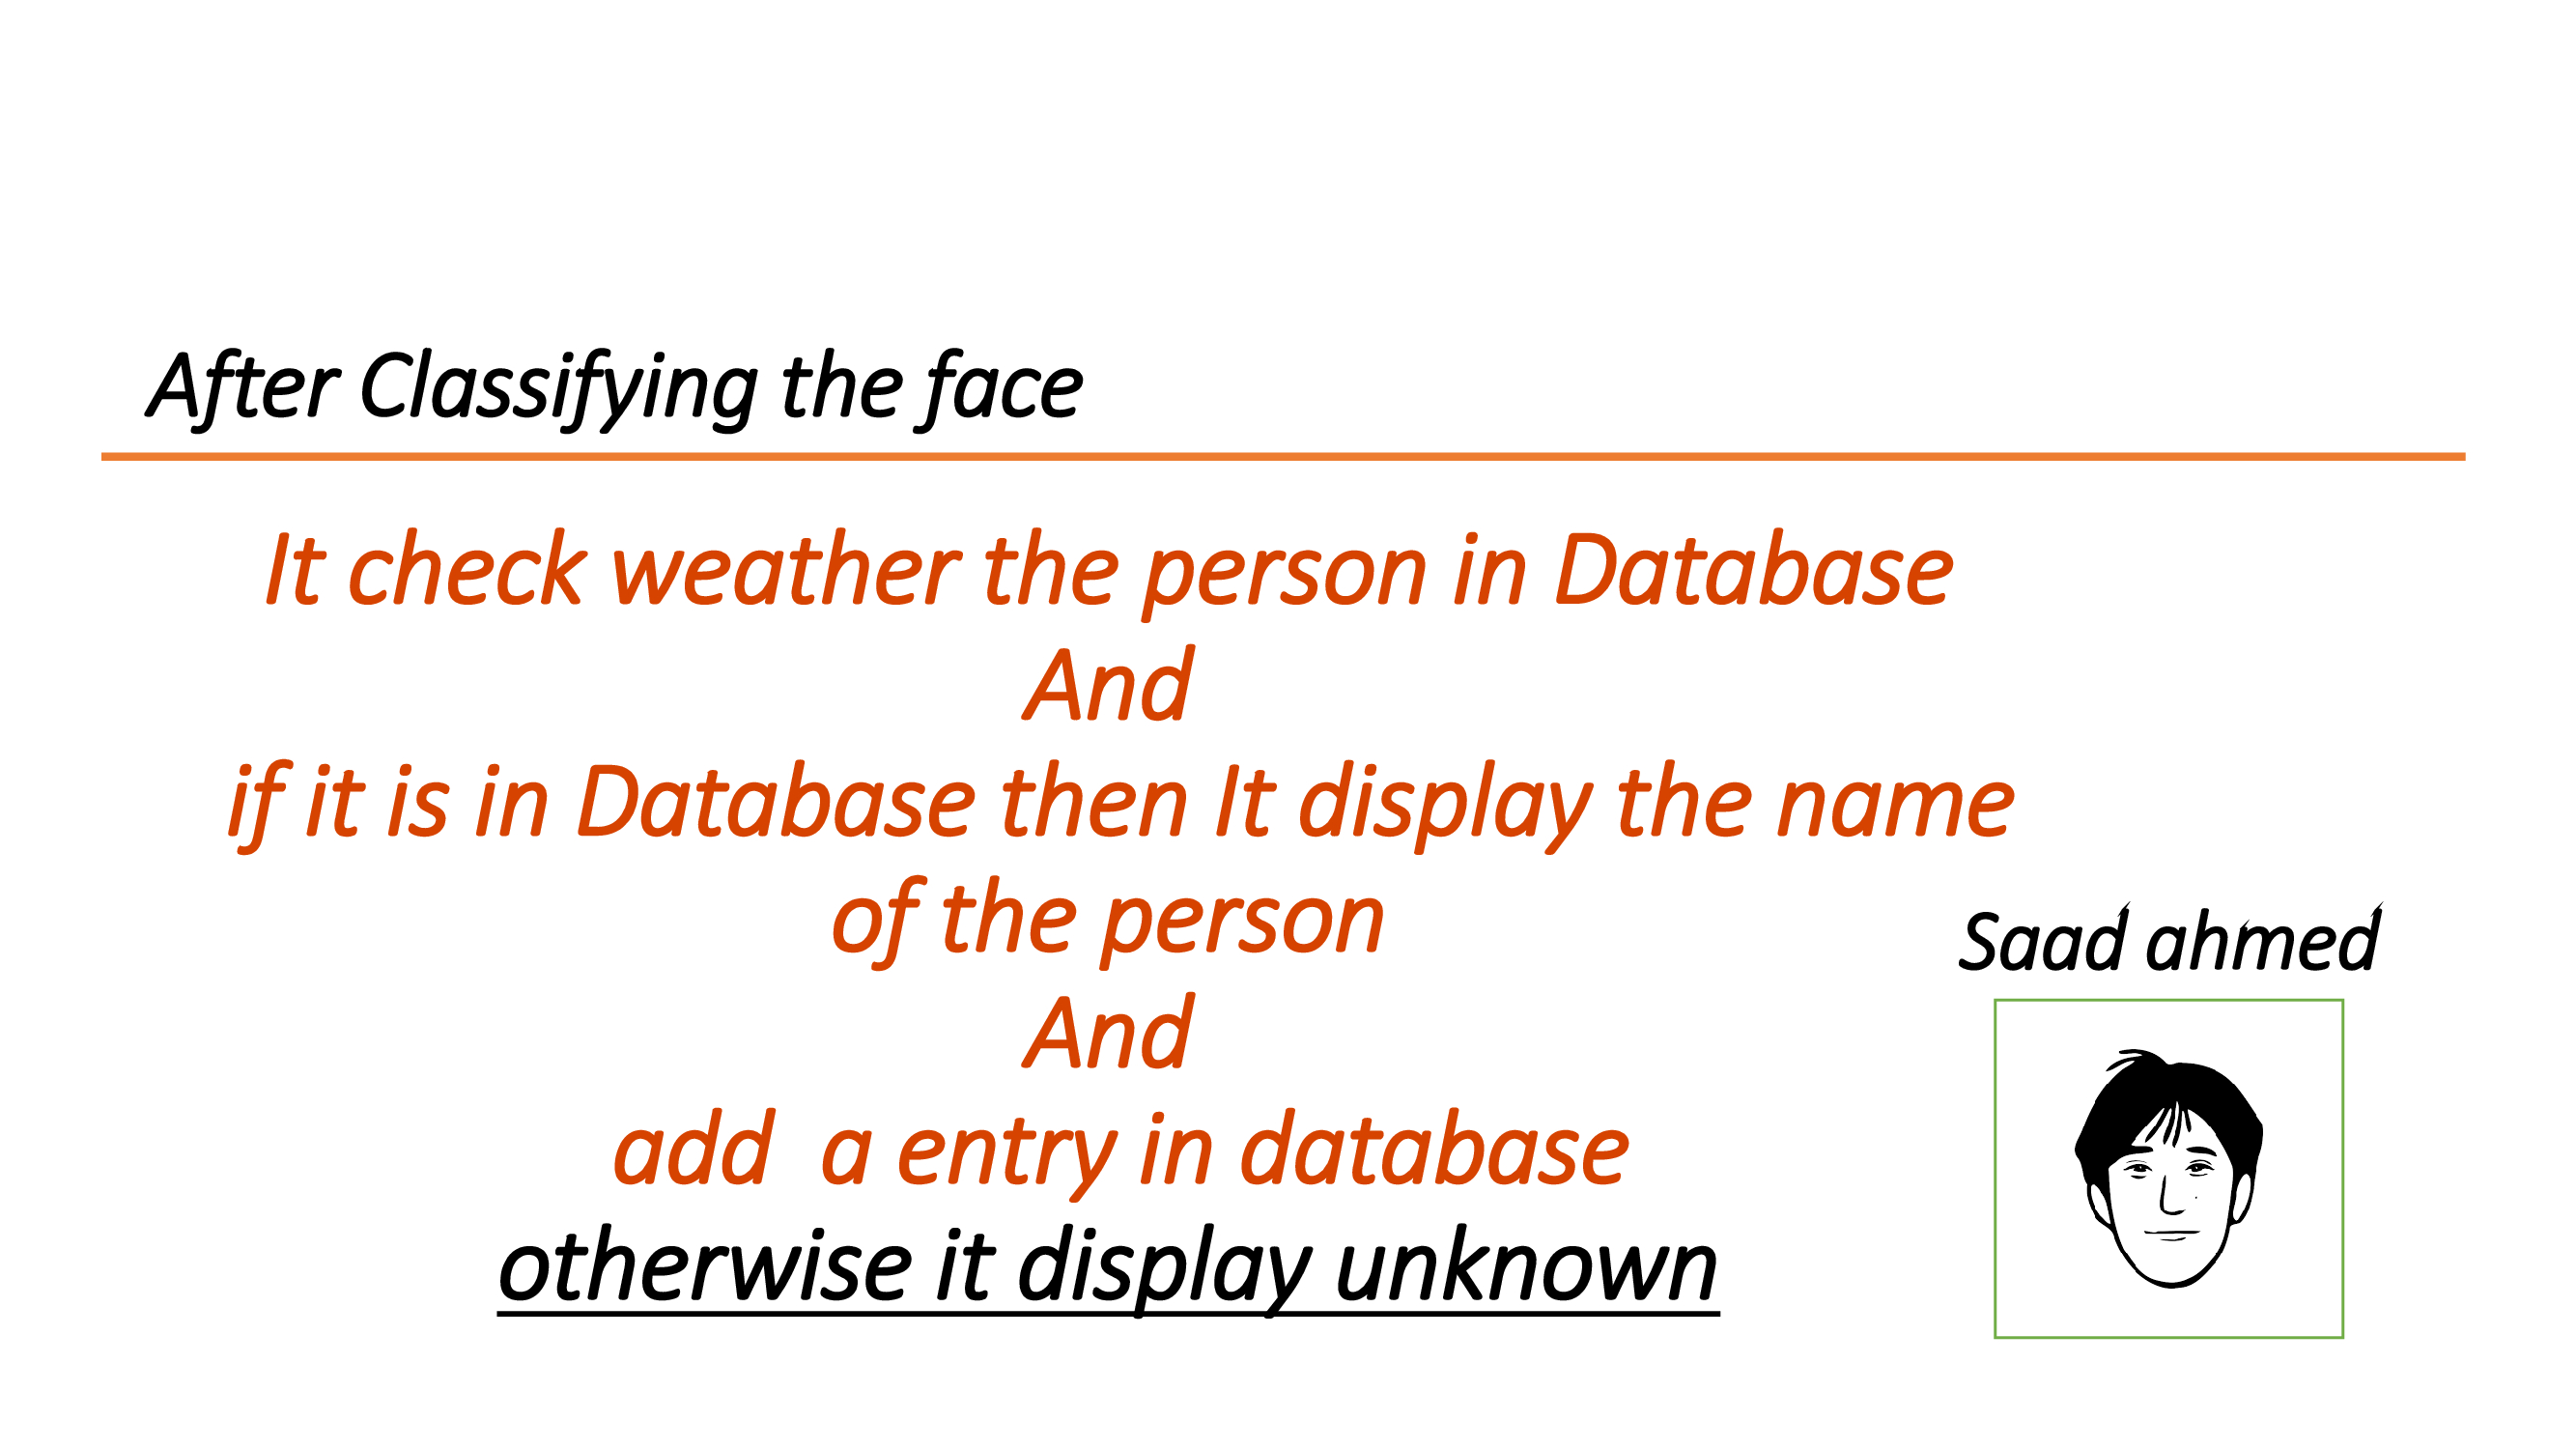 After Classifying the face
It check weather the person in Database
And
if it is in Database then It display the name
of the person
And
add  a entry in database
otherwise it display unknown
Saad ahmed